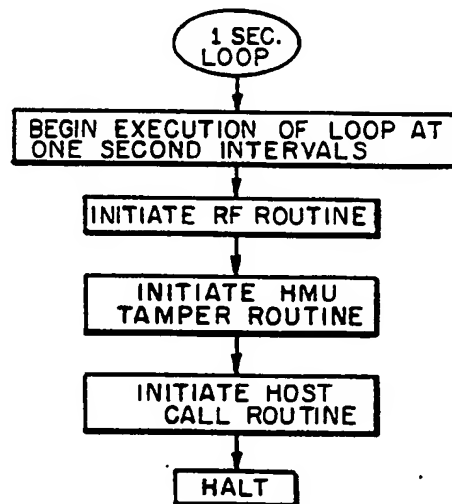 1 SEC.
LOOP
BEGIN EXECUTION OF LOOP AT
ONE SECOND INTERVALS
INITIATE RF ROUTINE
INITIATE HMU
TAMPER ROUTINE
INITIATE HOST
CALL ROUTINE
HALT